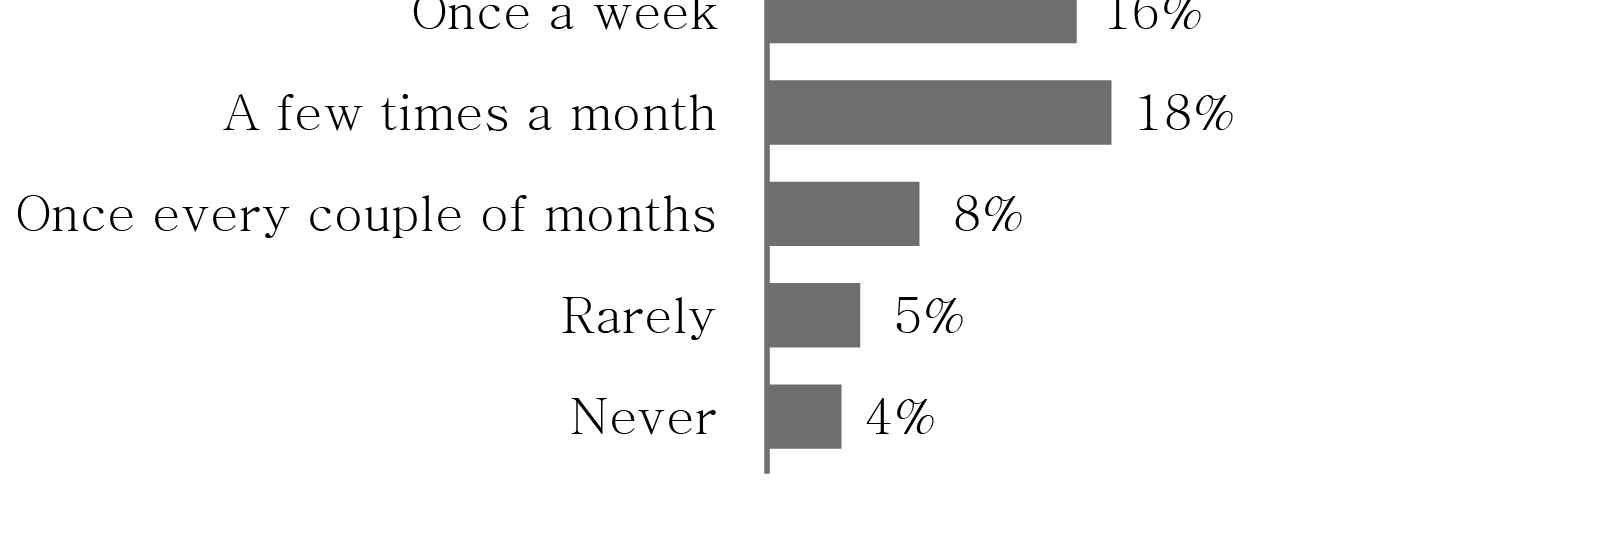 Once a week 16%
A few times a month 18%
Once every couple of months 8%
Rarely 5%
Never 4%